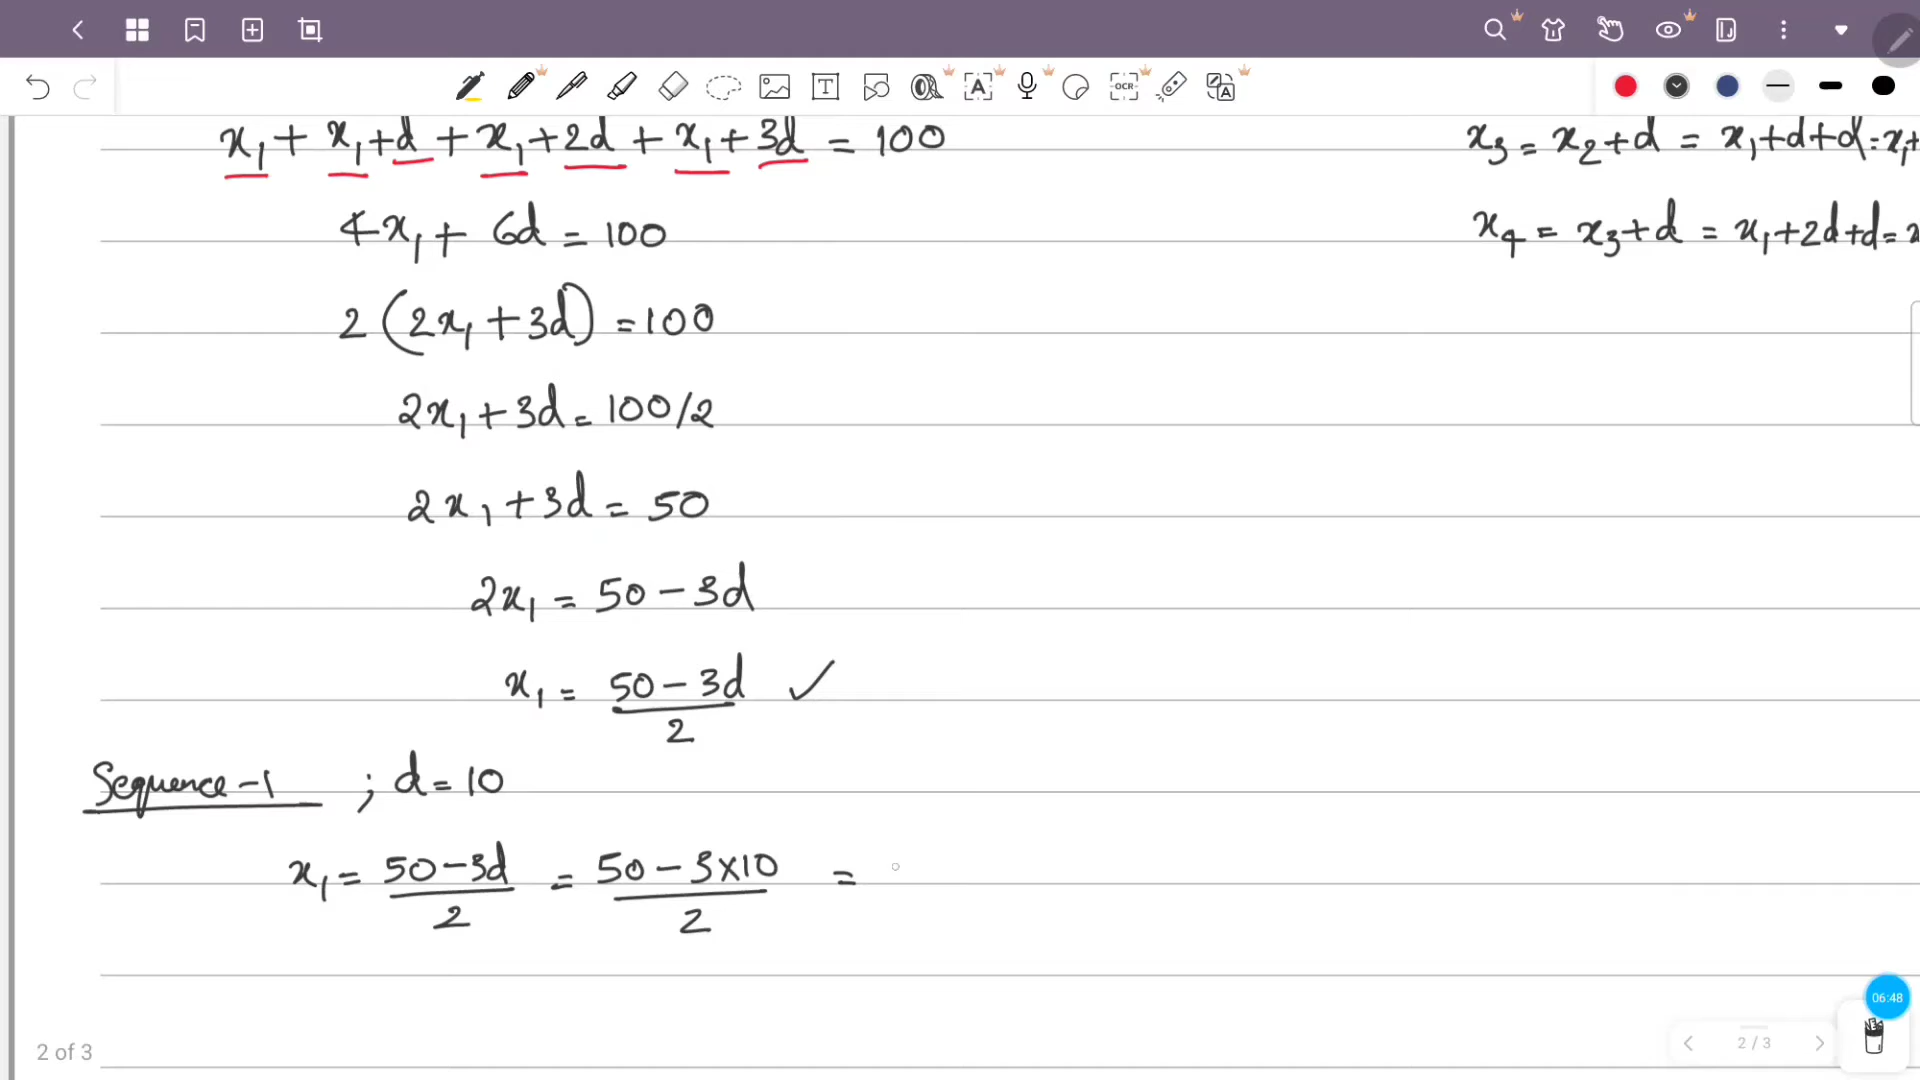 x₁ + x₁+d + x₁+2d + x₁+3d = 100
x₃ = x₂+d = x₁+d+d = x₁+
4x₁ + 6d = 100
x₄ = x₃+d = x₁+2d+d = x
2 (2x₁ + 3d) = 100
2x₁ + 3d = 100/2
2x₁ + 3d = 50
2x₁ = 50 - 3d
x₁ = (50 - 3d)/2 ✓
Sequence-1 ; d = 10
x₁ = (50-3d)/2 = (50 - 3×10)/2 =
06:48
2 of 3
2 / 3
OCR
T
A